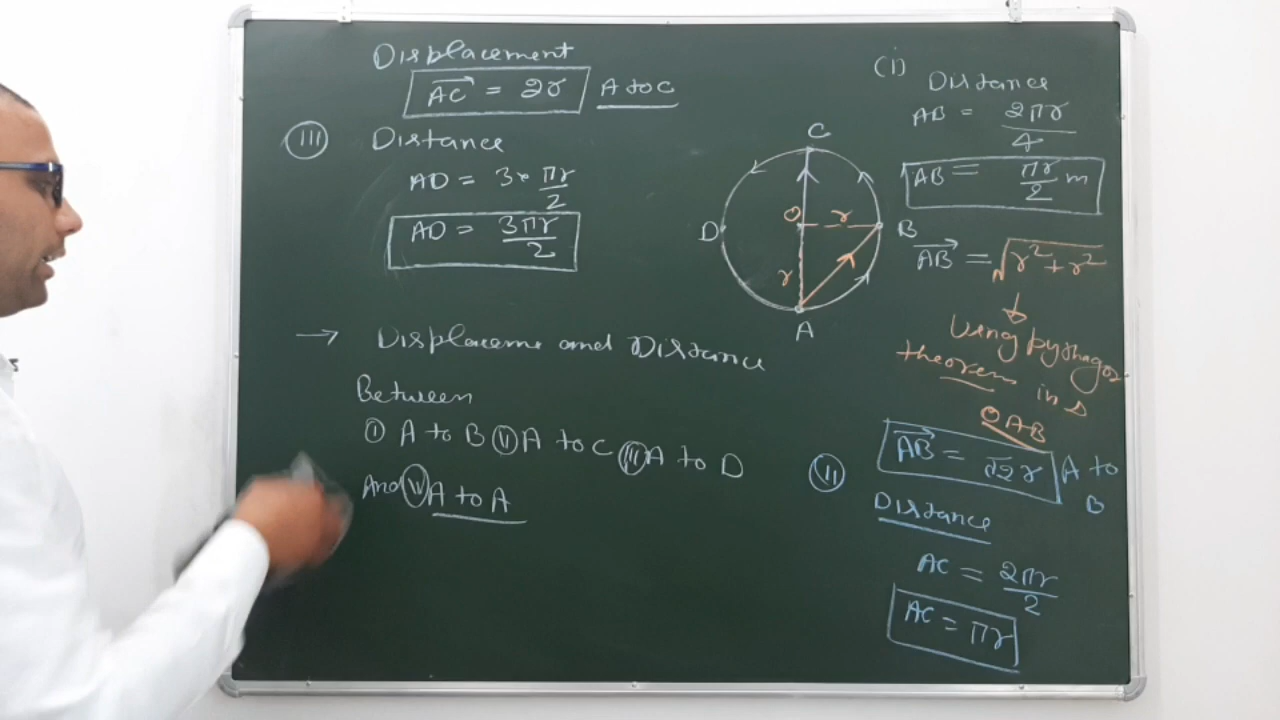 Displacement
AC = 2r A to C
III Distance
AD = 3 * πr/2
AD = 3πr/2
→ Displaceme and Distance
Between
I A to B II A to C III A to D
And IV A to A
C
D
O
r
B
r
A
(i)
Distance
AB = 2πr/4
AB = πr/2 m
AB = √r²+r²
↓
Using pythagos
theorem in Δ
OAB
AB = √2 r A to B
II
Distance
AC = 2πr/2
AC = πr